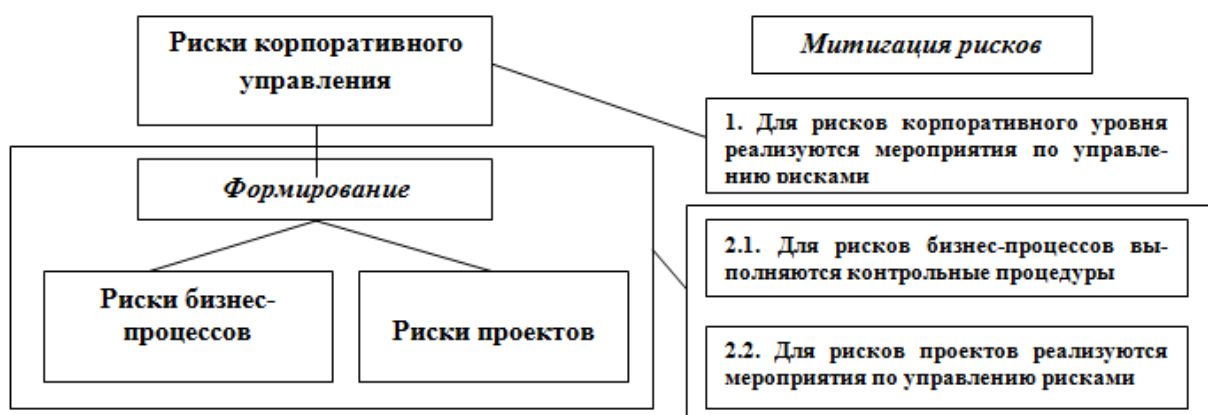 Риски корпоративного
управления
Митигация рисков
1. Для рисков корпоративного уровня
реализуются мероприятия по управле-
нию рисками
Формирование
2.1. Для рисков бизнес-процессов вы-
полняются контрольные процедуры
Риски бизнес-
процессов
Риски проектов
2.2. Для рисков проектов реализуются
мероприятия по управлению рисками